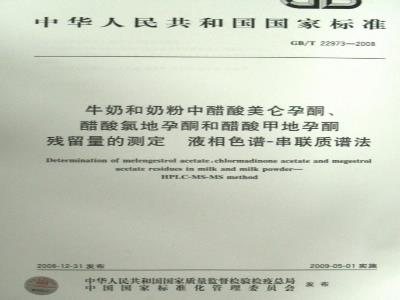 GB
中华人民共和国国家标准
GB/T 22973—2008
牛奶和奶粉中醋酸美仑孕酮、
醋酸氯地孕酮和醋酸甲地孕酮
残留量的测定 液相色谱-串联质谱法
Determination of melengestrol acetate, chlormadinone acetate and megestrol
acetate residues in milk and milk powder—
HPLC-MS-MS method
2008-12-31 发布
2009-05-01 实施
中华人民共和国国家质量监督检验检疫总局
中国国家标准化管理委员会
发布